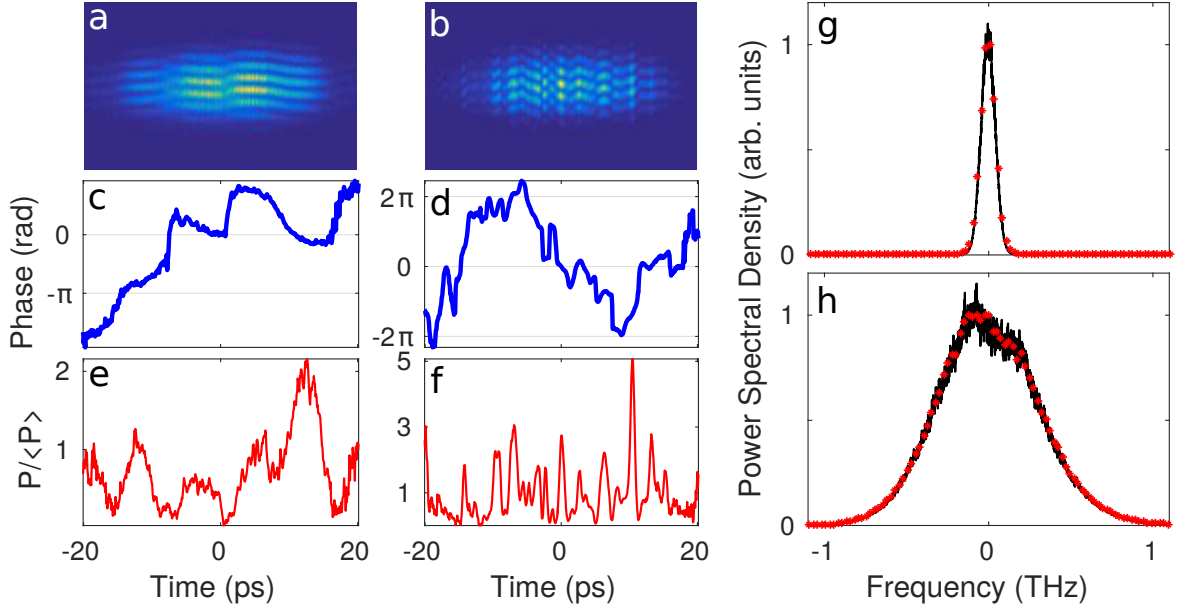 a
b
c
d
Phase (rad)
0
-π
2π
0
-2π
e
f
P/<P>
2
1
0
5
3
1
-20
0
20
-20
0
20
Time (ps)
Time (ps)
g
h
Power Spectral Density (arb. units)
1
0
1
0
-1
0
1
Frequency (THz)